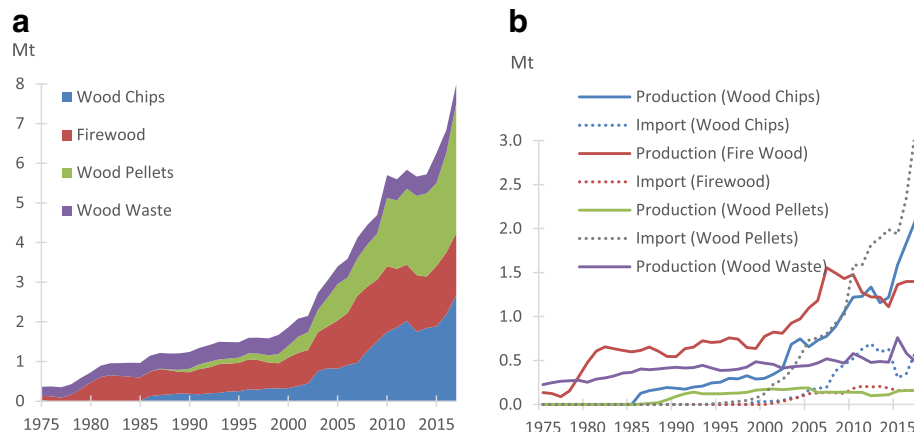 a
Mt
8
7
6
5
4
3
2
1
0
Wood Chips
Firewood
Wood Pellets
Wood Waste
1975 1980 1985 1990 1995 2000 2005 2010 2015
b
Mt
Production (Wood Chips)
Import (Wood Chips)
Production (Fire Wood)
Import (Firewood)
Production (Wood Pellets)
Import (Wood Pellets)
Production (Wood Waste)
3.0
2.5
2.0
1.5
1.0
0.5
0.0
1975 1980 1985 1990 1995 2000 2005 2010 2015